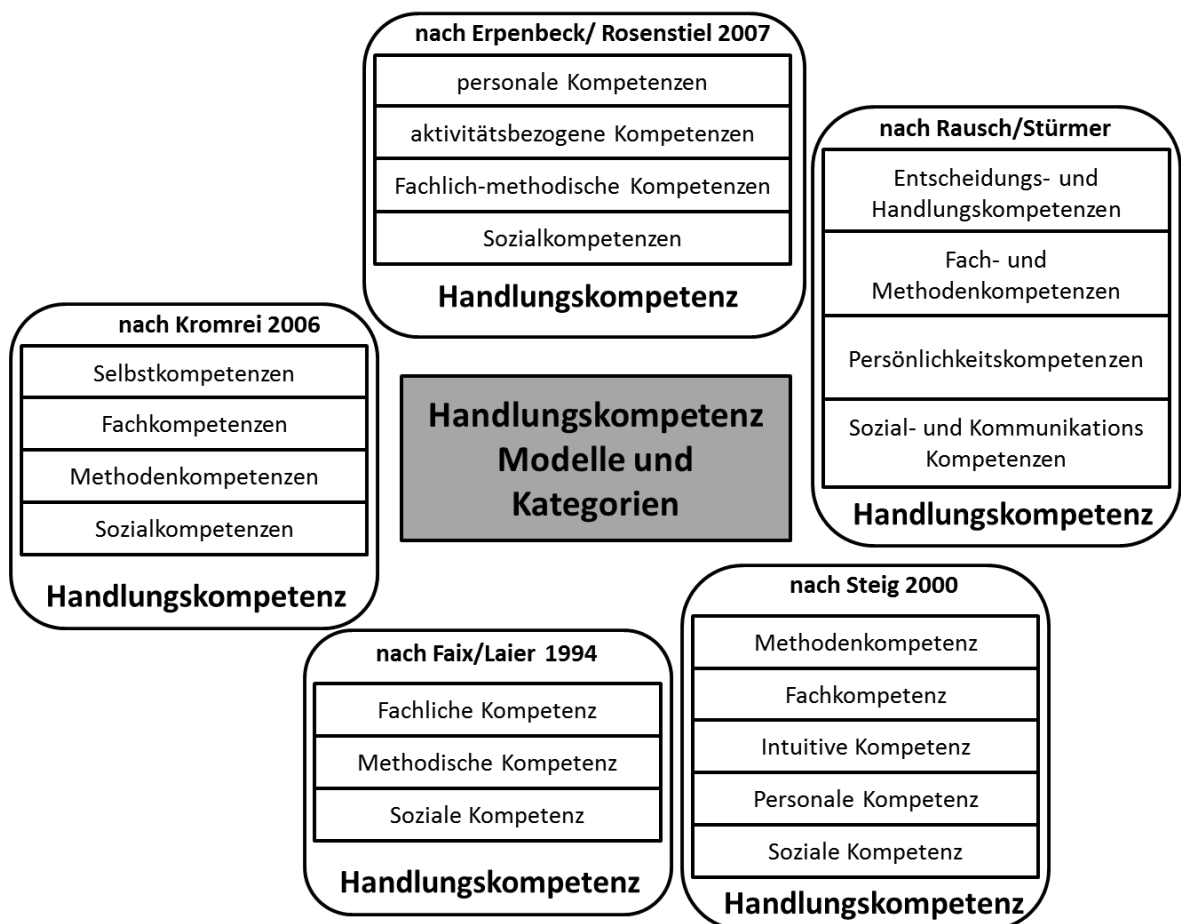 nach Erpenbeck/ Rosenstiel 2007
personale Kompetenzen
aktivitätsbezogene Kompetenzen
Fachlich-methodische Kompetenzen
Sozialkompetenzen
Handlungskompetenz
nach Rausch/Stürmer
Entscheidungs- und
Handlungskompetenzen
Fach- und
Methodenkompetenzen
Persönlichkeitskompetenzen
Sozial- und Kommunikations
Kompetenzen
Handlungskompetenz
nach Kromrei 2006
Selbstkompetenzen
Fachkompetenzen
Methodenkompetenzen
Sozialkompetenzen
Handlungskompetenz
Handlungskompetenz
Modelle und
Kategorien
nach Faix/Laier 1994
Fachliche Kompetenz
Methodische Kompetenz
Soziale Kompetenz
Handlungskompetenz
nach Steig 2000
Methodenkompetenz
Fachkompetenz
Intuitive Kompetenz
Personale Kompetenz
Soziale Kompetenz
Handlungskompetenz